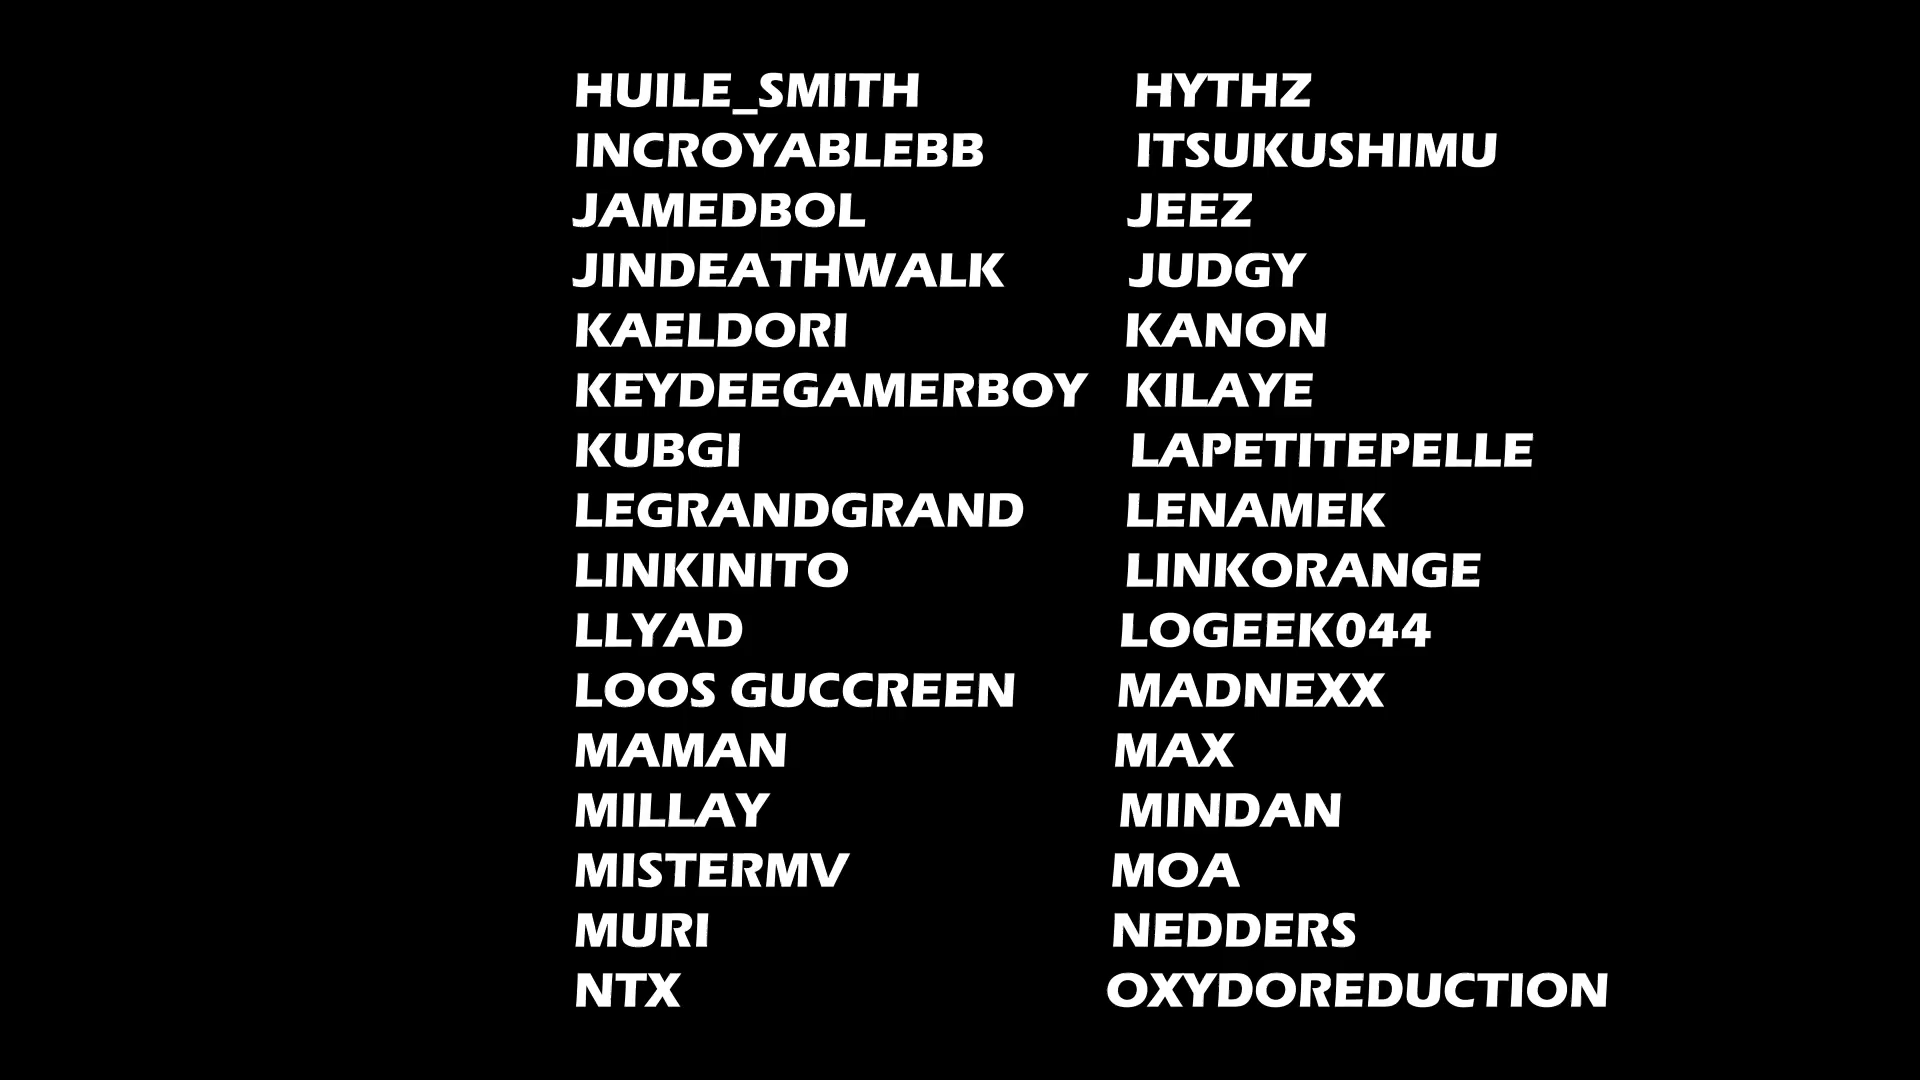 HUILE_SMITH HYTHZ
INCROYABLEBB ITSUKUSHIMU
JAMEDBOL JEEZ
JINDEATHWALK JUDGY
KAELDORI KANON
KEYDEEGAMERBOY KILAYE
KUBGI LAPETITEPELLE
LEGRANDGRAND LENAMEK
LINKINITO LINKORANGE
LLYAD LOGEEK044
LOOS GUCCREEN MADNEXX
MAMAN MAX
MILLAY MINDAN
MISTERMV MOA
MURI NEDDERS
NTX OXYDOREDUCTION